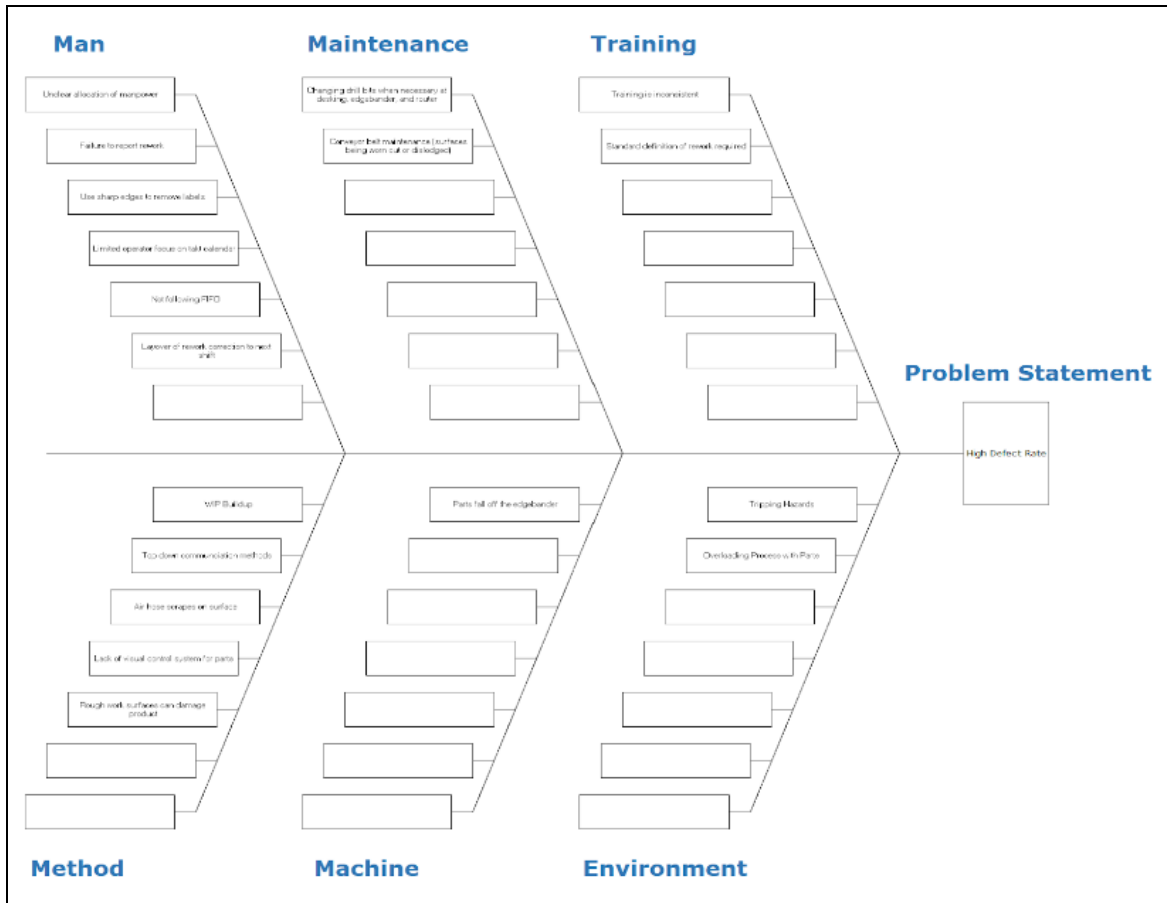 Man
Maintenance
Training
Unclear allocation of manpower
Changing drill bits when necessary at
desking, edgebander, and router
Training is inconsistent
Failure to report rework
Conveyor belt maintenance (surfaces
being worn out or dislodged)
Standard definition of rework required
Use sharp edges to remove labels
Limited operator focus on takt calendar
Not following FIFO
Layover of rework correction to next
shift
Problem Statement
High Defect Rate
WIP Buildup
Parts fall off the edgebander
Tripping Hazards
Top down communciation methods
Overloading Process with Parts
Air hose scrapes on surface
Lack of visual control system for parts
Rough work surfaces can damage
product
Method
Machine
Environment